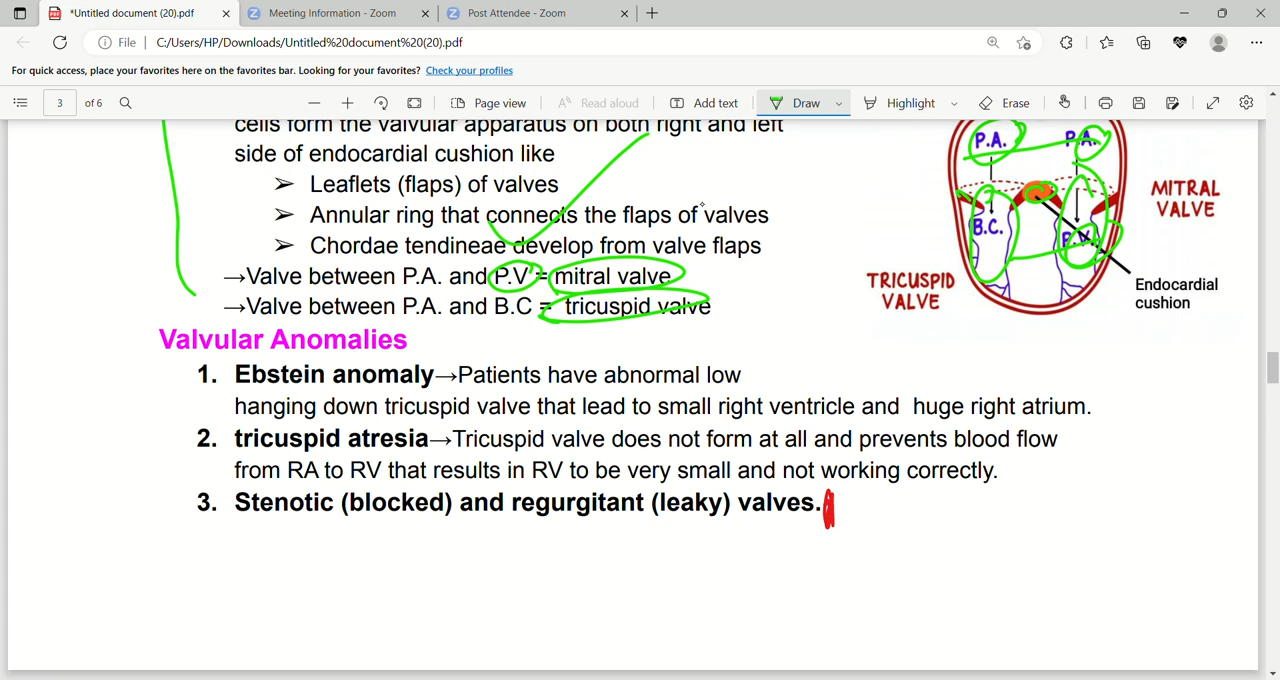 *Untitled document (20).pdf
Meeting Information - Zoom
Post Attendee - Zoom
File
C:/Users/HP/Downloads/Untitled%20document%20(20).pdf
For quick access, place your favorites here on the favorites bar. Looking for your favorites? Check your profiles
3 of 6
Page view
Read aloud
Add text
Draw
Highlight
Erase
cells form the valvular apparatus on both right and left
side of endocardial cushion like
➢ Leaflets (flaps) of valves
➢ Annular ring that connects the flaps of valves
➢ Chordae tendineae develop from valve flaps
→Valve between P.A. and P.V = mitral valve
→Valve between P.A. and B.C = tricuspid valve
P.A.
P.A.
B.C.
P.V.
MITRAL
VALVE
TRICUSPID
VALVE
Endocardial
cushion
Valvular Anomalies
1. Ebstein anomaly→Patients have abnormal low
hanging down tricuspid valve that lead to small right ventricle and huge right atrium.
2. tricuspid atresia→Tricuspid valve does not form at all and prevents blood flow
from RA to RV that results in RV to be very small and not working correctly.
3. Stenotic (blocked) and regurgitant (leaky) valves.